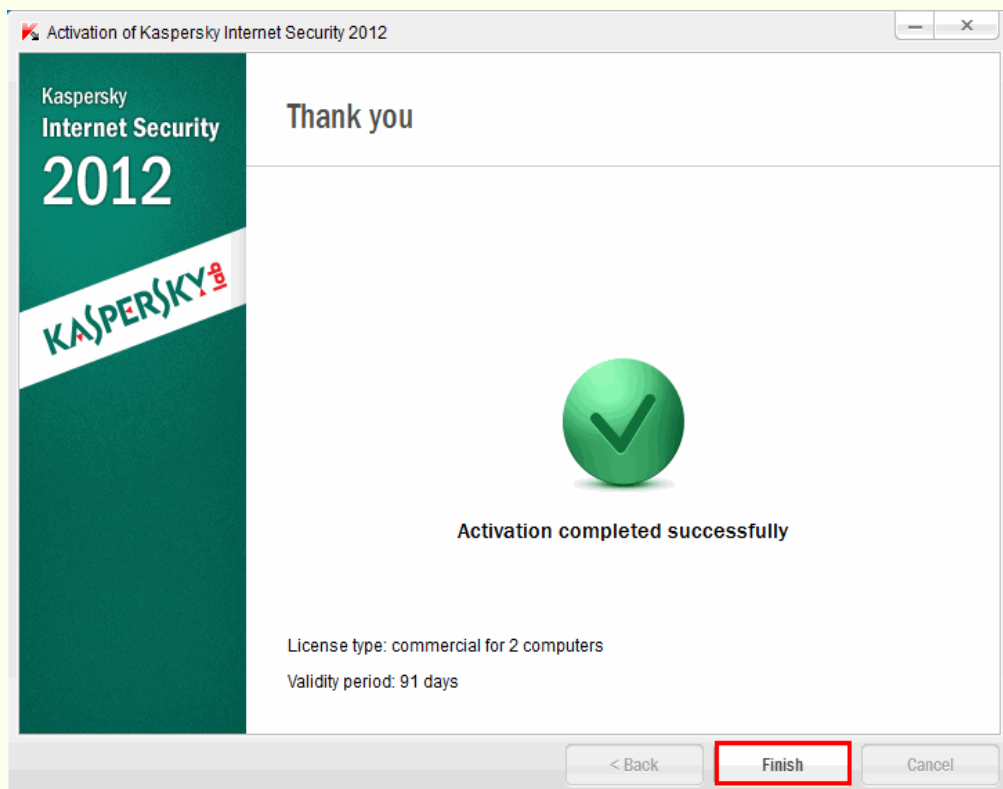 Activation of Kaspersky Internet Security 2012
Kaspersky
Internet Security
2012
KASPERSKY lab
Thank you
Activation completed successfully
License type: commercial for 2 computers
Validity period: 91 days
< Back
Finish
Cancel